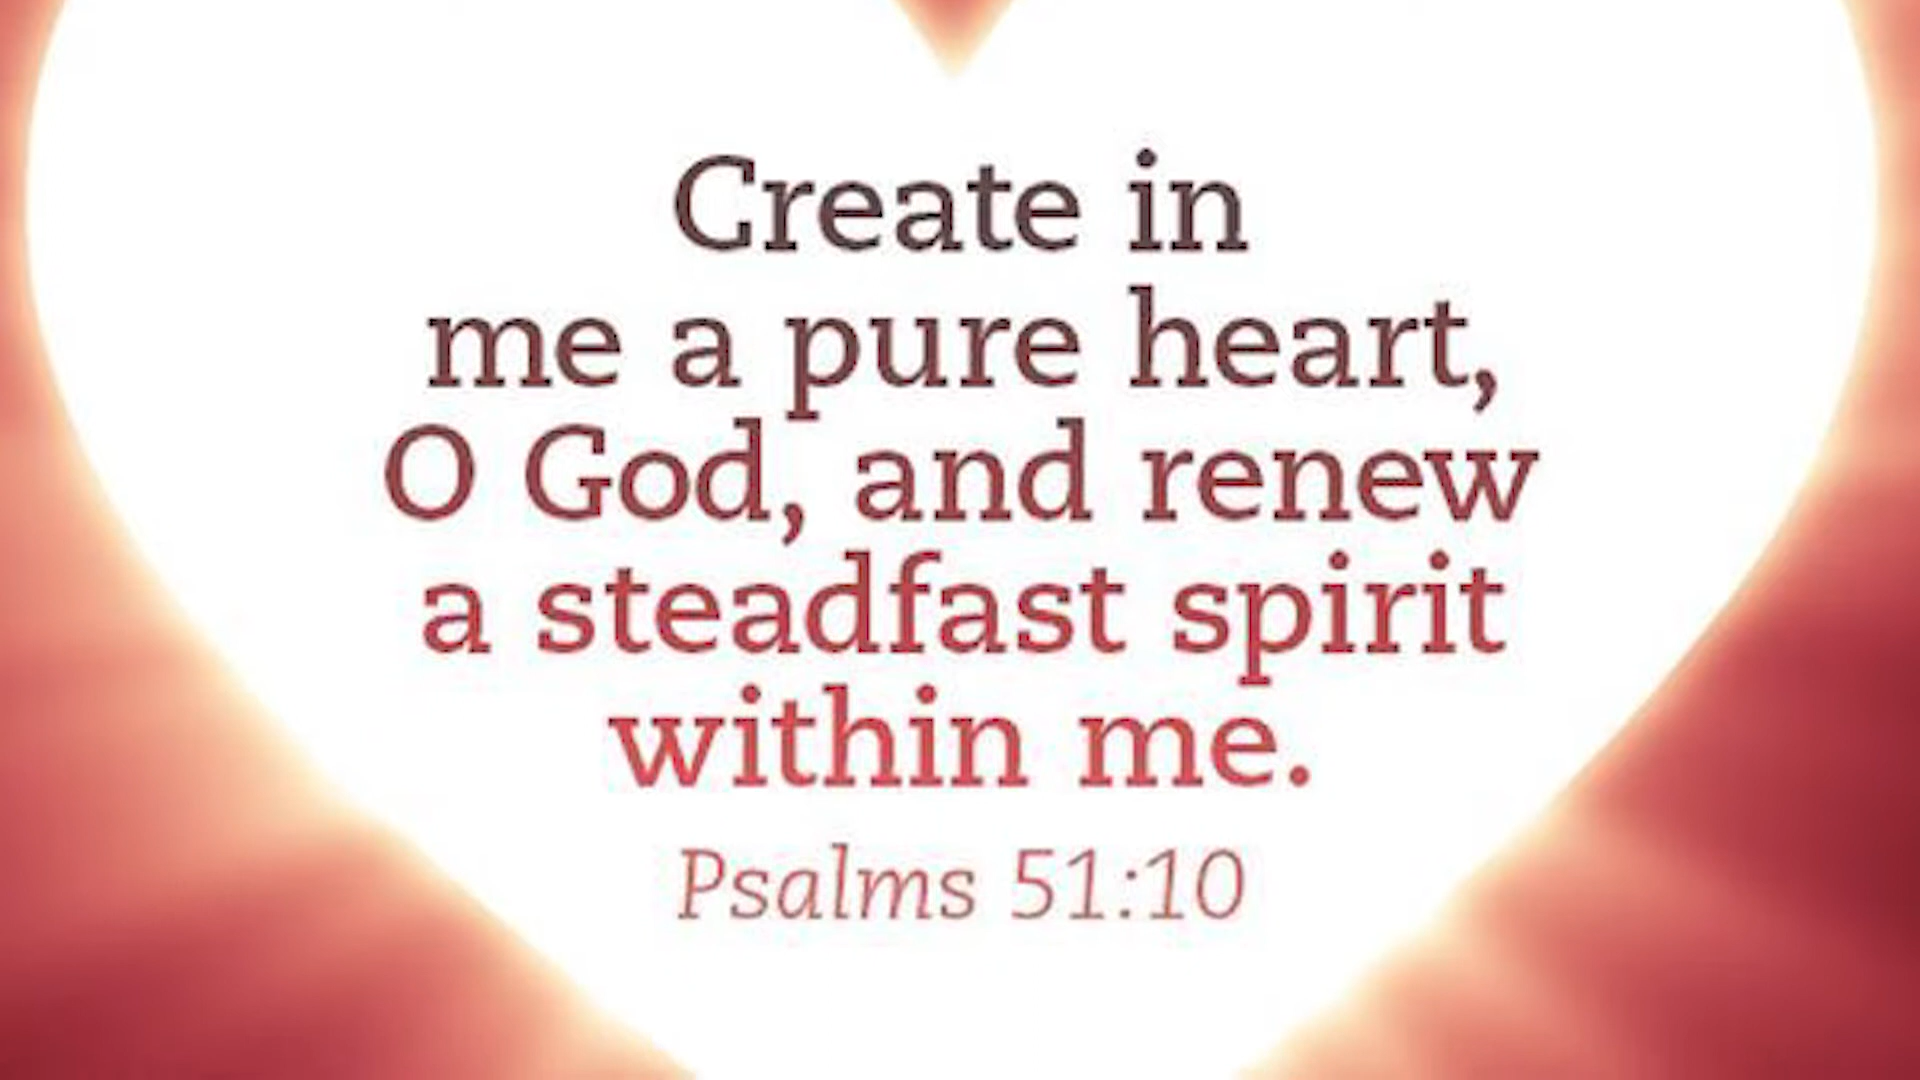 Create in
me a pure heart,
O God, and renew
a steadfast spirit
within me.
Psalms 51:10